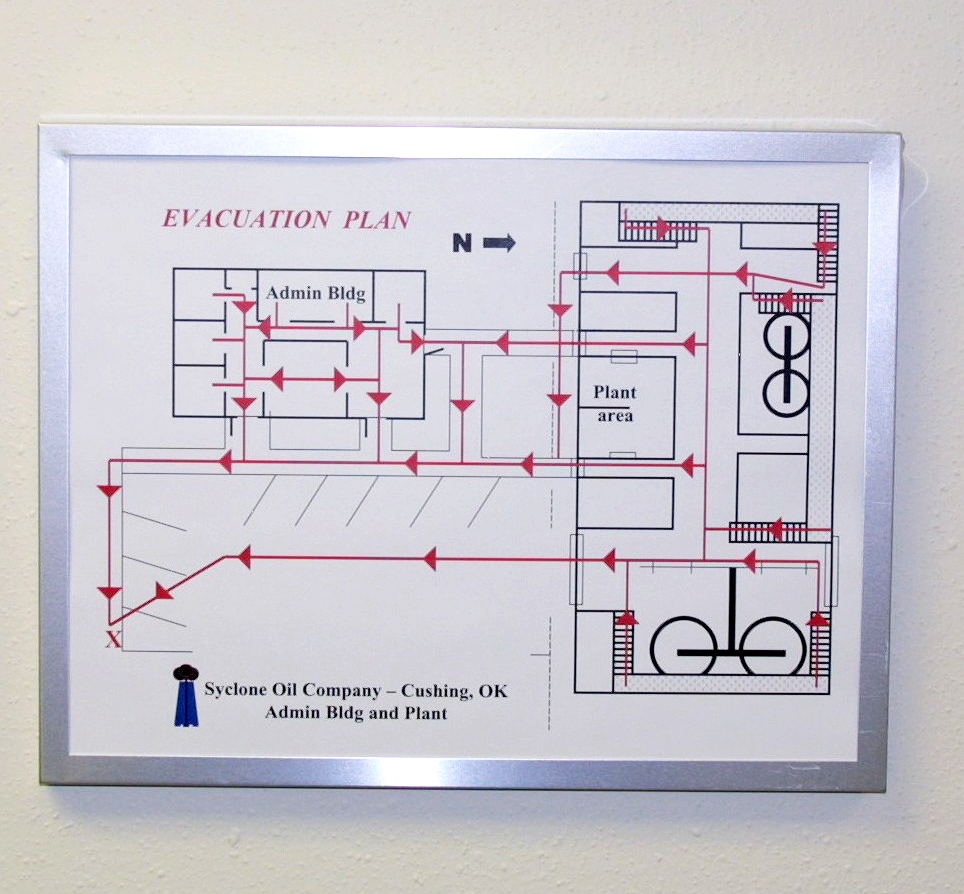 EVACUATION PLAN
N
Admin Bldg
Plant
area
X
Syclone Oil Company – Cushing, OK
Admin Bldg and Plant